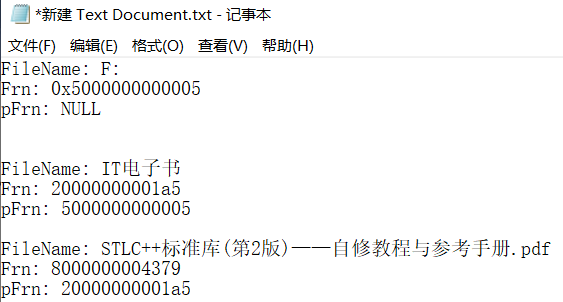 *新建 Text Document.txt - 记事本
文件(F) 编辑(E) 格式(O) 查看(V) 帮助(H)
FileName: F:
Frn: 0x5000000000005
pFrn: NULL
FileName: IT电子书
Frn: 20000000001a5
pFrn: 5000000000005
FileName: STLC++标准库(第2版)——自修教程与参考手册.pdf
Frn: 8000000004379
pFrn: 20000000001a5